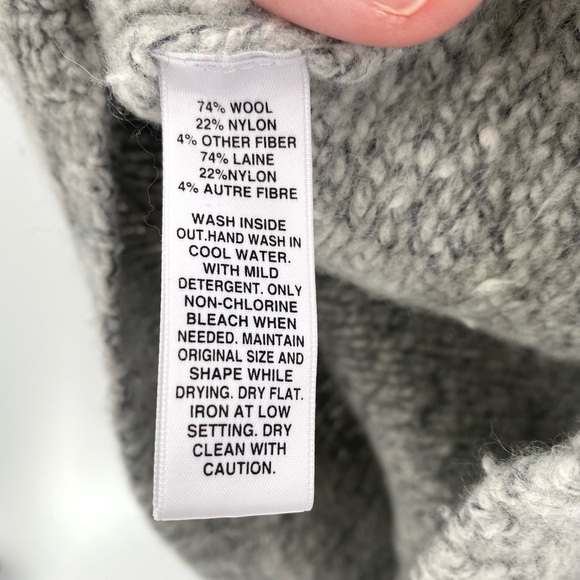 74% WOOL
22% NYLON
4% OTHER FIBER
74% LAINE
22%NYLON
4% AUTRE FIBRE
WASH INSIDE
OUT.HAND WASH IN
COOL WATER.
WITH MILD
DETERGENT. ONLY
NON-CHLORINE
BLEACH WHEN
NEEDED. MAINTAIN
ORIGINAL SIZE AND
SHAPE WHILE
DRYING. DRY FLAT.
IRON AT LOW
SETTING. DRY
CLEAN WITH
CAUTION.